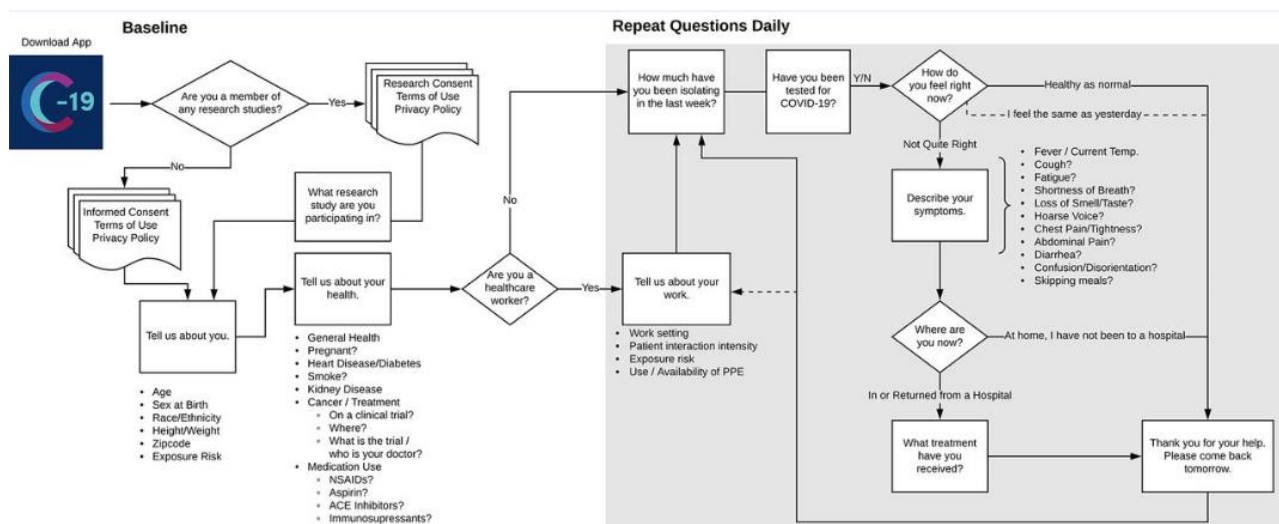 Baseline
Repeat Questions Daily
Download App
C-19
Are you a member of
any research studies?
Yes
Research Consent
Terms of Use
Privacy Policy
No
Informed Consent
Terms of Use
Privacy Policy
What research
study are you
participating in?
Tell us about you.
• Age
• Sex at Birth
• Race/Ethnicity
• Height/Weight
• Zipcode
• Exposure Risk
Tell us about your
health.
• General Health
• Pregnant?
• Heart Disease/Diabetes
• Smoke?
• Kidney Disease
• Cancer / Treatment
On a clinical trial?
Where?
What is the trial /
who is your doctor?
• Medication Use
NSAIDs?
Aspirin?
ACE Inhibitors?
Immunosupressants?
Are you a
healthcare
worker?
No
Yes
Tell us about your
work.
• Work setting
• Patient interaction intensity
• Exposure risk
• Use / Availability of PPE
How much have
you been isolating
in the last week?
Have you been
tested for
COVID-19?
Y/N
How do
you feel right
now?
Healthy as normal
I feel the same as yesterday
Not Quite Right
Describe your
symptoms.
• Fever / Current Temp.
• Cough?
• Fatigue?
• Shortness of Breath?
• Loss of Smell/Taste?
• Hoarse Voice?
• Chest Pain/Tightness?
• Abdominal Pain?
• Diarrhea?
• Confusion/Disorientation?
• Skipping meals?
Where are
you now?
At home, I have not been to a hospital
In or Returned from a Hospital
What treatment
have you
received?
Thank you for your help.
Please come back
tomorrow.